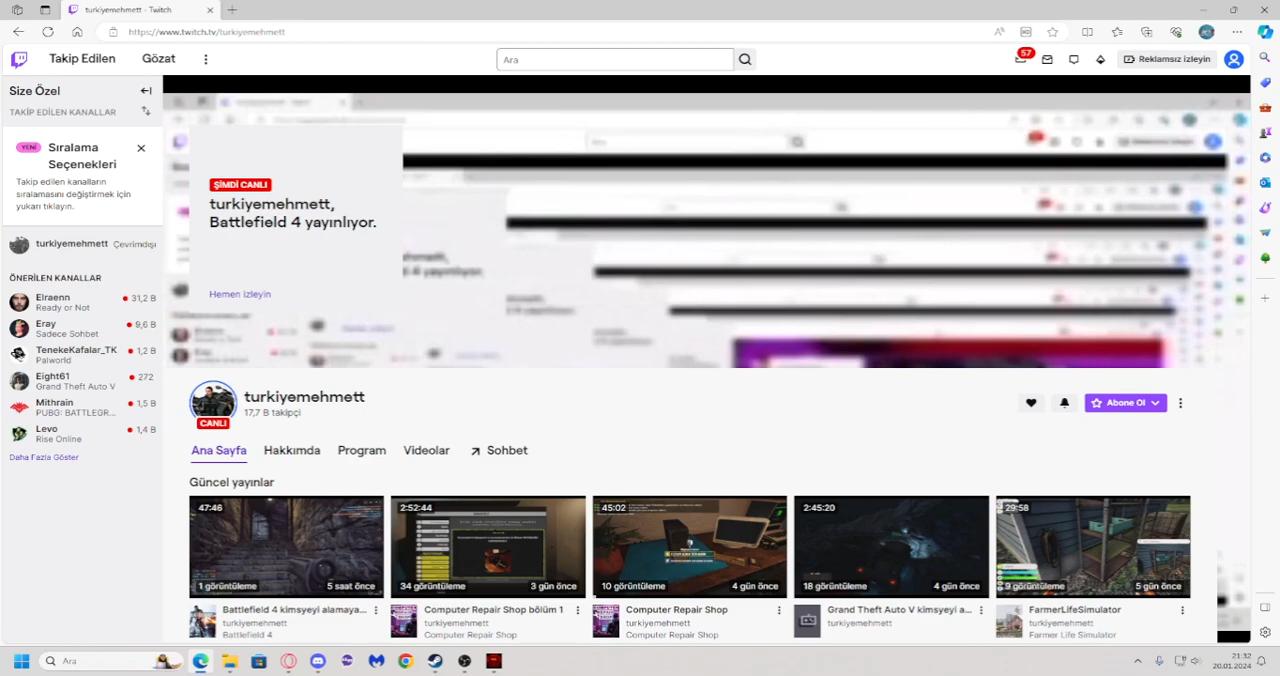 turkiyemehmett - Twitch
https://www.twitch.tv/turkiyemehmett
Takip Edilen
Gözat
Ara
57
Reklamsız izleyin
Size Özel
TAKİP EDİLEN KANALLAR
YENİ
Sıralama
Seçenekleri
Takip edilen kanalların
sıralamasını değiştirmek için
yukarı tıklayın.
turkiyemehmett
Çevrimdışı
ÖNERİLEN KANALLAR
Elraenn
31,2 B
Ready or Not
Eray
9,6 B
Sadece Sohbet
TenekeKafalar_TK
1,2 B
Palworld
Eight61
272
Grand Theft Auto V
Mithrain
1,5 B
PUBG: BATTLEGR...
Levo
1,4 B
Rise Online
Daha Fazla Göster
ŞİMDİ CANLI
turkiyemehmett,
Battlefield 4 yayınlıyor.
Hemen izleyin
turkiyemehmett
17,7 B takipçi
CANLI
Abone Ol
Ana Sayfa
Hakkımda
Program
Videolar
Sohbet
Güncel yayınlar
47:46
1 görüntüleme
5 saat önce
Battlefield 4 kimseyi alamaya...
turkiyemehmett
Battlefield 4
2:52:44
34 görüntüleme
3 gün önce
Computer Repair Shop bölüm 1
turkiyemehmett
Computer Repair Shop
45:02
10 görüntüleme
4 gün önce
Computer Repair Shop
turkiyemehmett
Computer Repair Shop
2:45:20
18 görüntüleme
4 gün önce
Grand Theft Auto V kimseyi a...
turkiyemehmett
29:58
9 görüntüleme
5 gün önce
FarmerLifeSimulator
turkiyemehmett
Farmer Life Simulator
Ara
21:32
20.01.2024